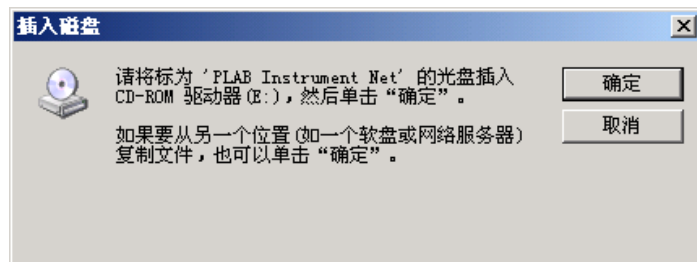 插入磁盘
请将标为 'PLAB Instrument Net' 的光盘插入
CD-ROM 驱动器(E:)，然后单击“确定”。
如果要从另一个位置(如一个软盘或网络服务器)
复制文件，也可以单击“确定”。
确定
取消